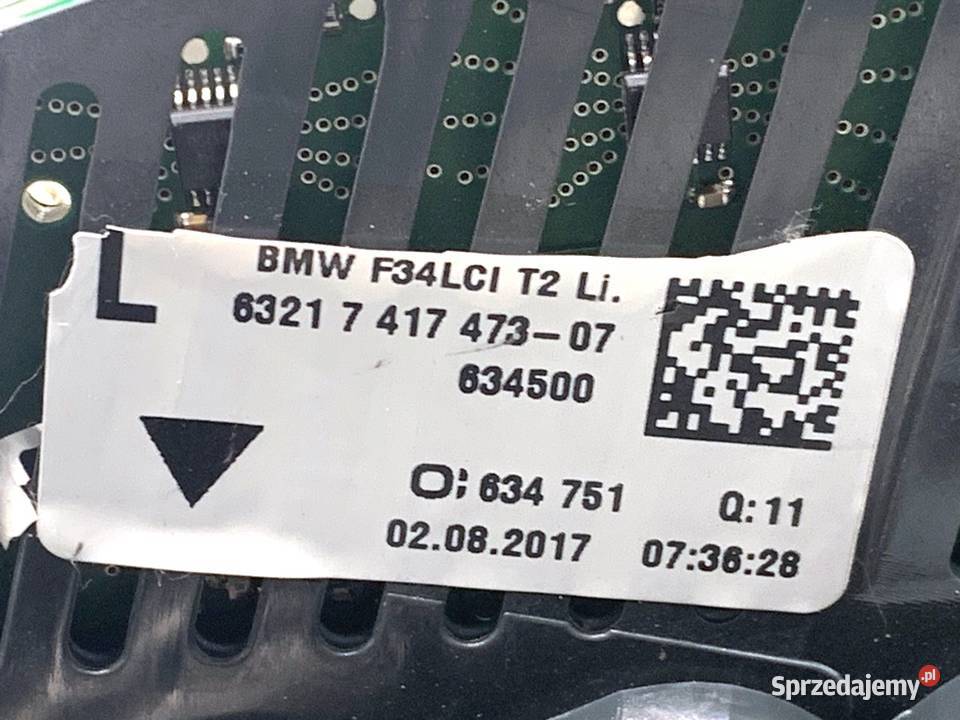 L
BMW F34LCI T2 Li.
6321 7 417 473-07
634500
O; 634 751 Q: 11
02.08.2017 07:36:28
Sprzedajemy.pl